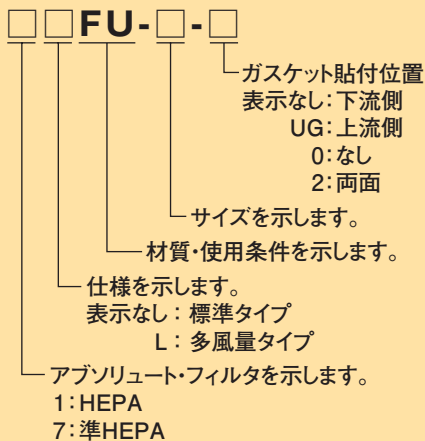 □□FU-□-□
ガスケット貼付位置
表示なし：下流側
UG：上流側
0：なし
2：両面
サイズを示します。
材質・使用条件を示します。
仕様を示します。
表示なし：標準タイプ
L：多風量タイプ
アブソリュート・フィルタを示します。
1：HEPA
7：準HEPA